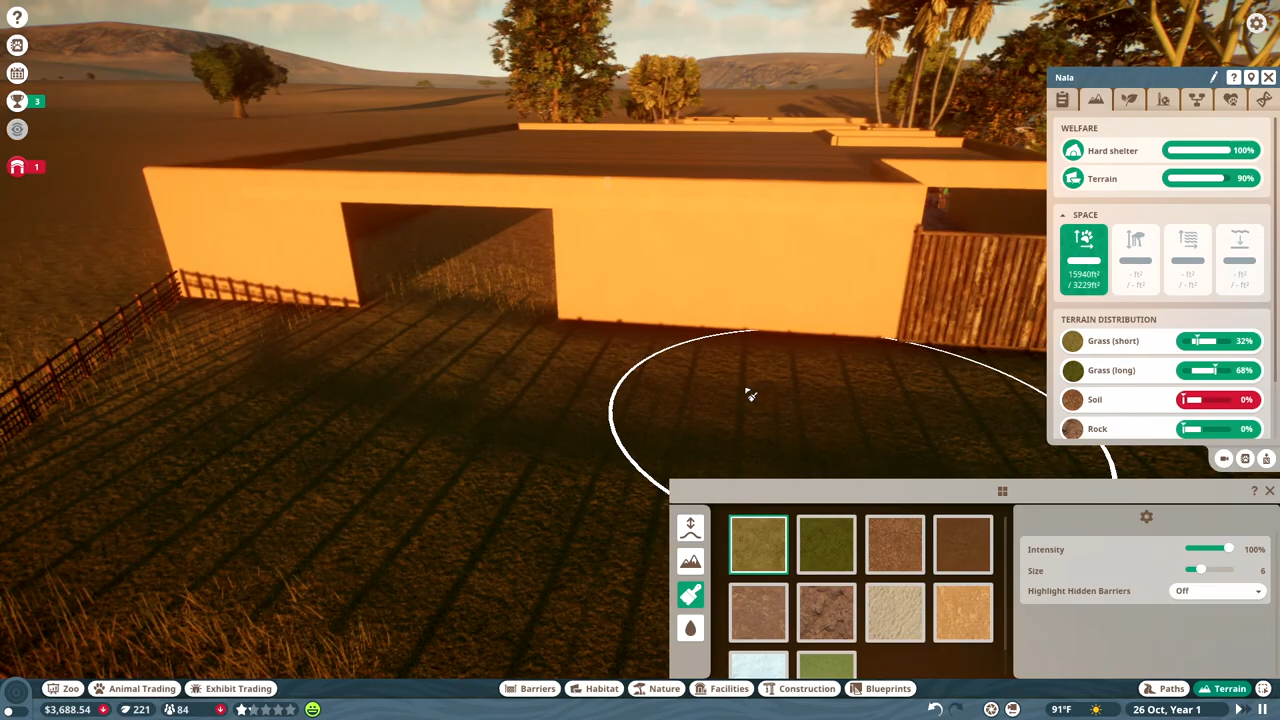 ?
3
1
Nala
?
WELFARE
Hard shelter 100%
Terrain 90%
SPACE
15940ft² - ft² - ft² - ft²
/ 3229ft² / - ft² / - ft² / - ft²
TERRAIN DISTRIBUTION
Grass (short) 32%
Grass (long) 68%
Soil 0%
Rock 0%
?
Intensity 100%
Size 6
Highlight Hidden Barriers Off
Zoo Animal Trading Exhibit Trading Barriers Habitat Nature Facilities Construction Blueprints Paths Terrain
$3,688.54 221 84 91°F 26 Oct, Year 1